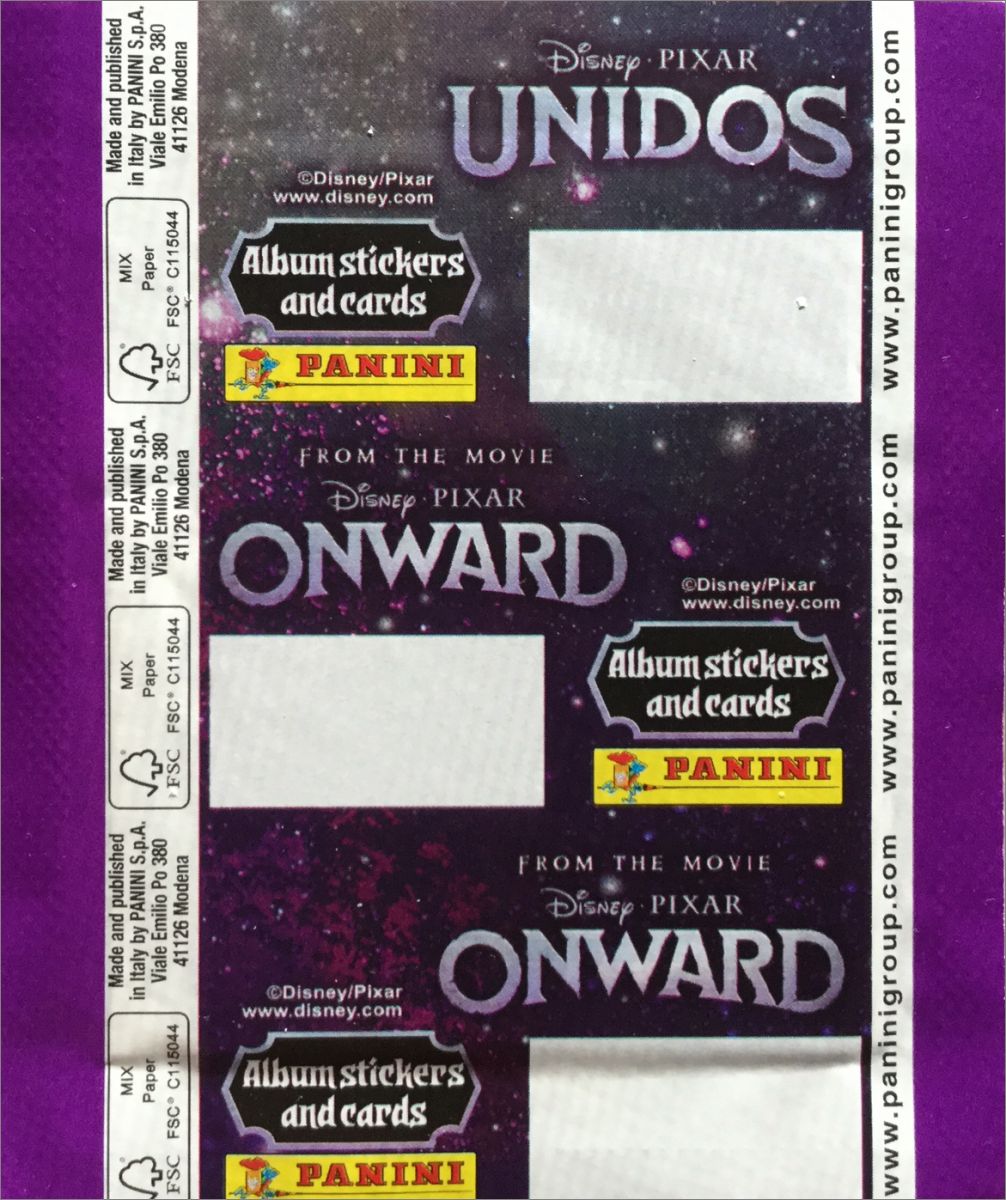 Made and published
in Italy by PANINI S.p.A.
Viale Emilio Po 380
41126 Modena
MIX
Paper
FSC® C115044
FSC
Disney · PIXAR
UNIDOS
©Disney/Pixar
www.disney.com
Album stickers
and cards
PANINI
www.paninigroup.com
Made and published
in Italy by PANINI S.p.A.
Viale Emilio Po 380
41126 Modena
MIX
Paper
FSC® C115044
FSC
FROM THE MOVIE
Disney · PIXAR
ONWARD
©Disney/Pixar
www.disney.com
Album stickers
and cards
PANINI
www.paninigroup.com
Made and published
in Italy by PANINI S.p.A.
Viale Emilio Po 380
41126 Modena
MIX
Paper
FSC® C115044
FSC
FROM THE MOVIE
Disney · PIXAR
ONWARD
©Disney/Pixar
www.disney.com
Album stickers
and cards
PANINI
www.paninigroup.com